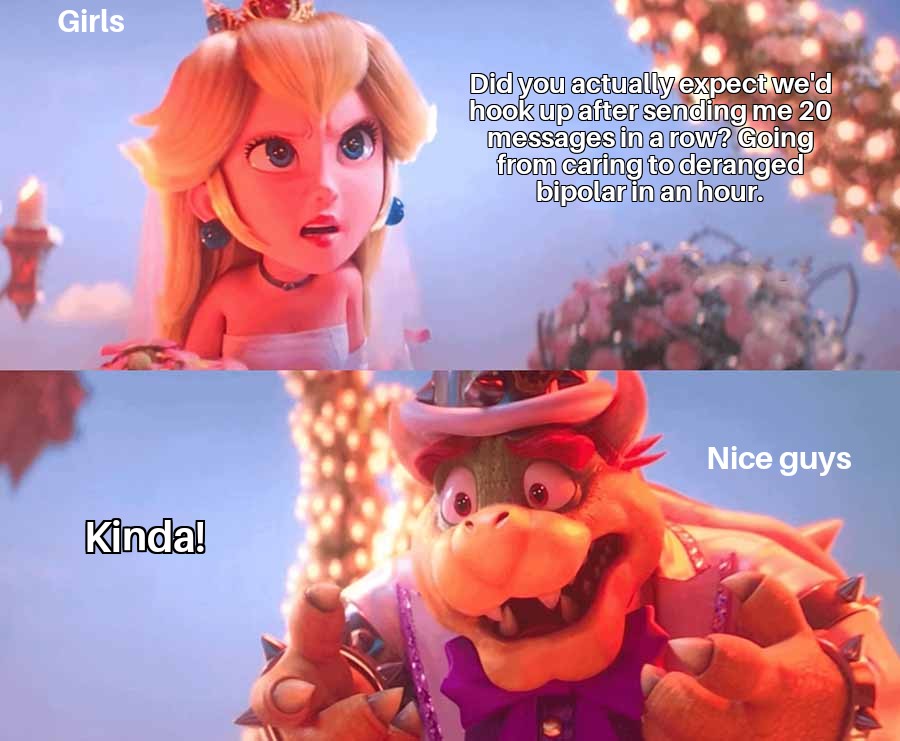 Girls
Did you actually expect we'd
hook up after sending me 20
messages in a row? Going
from caring to deranged
bipolar in an hour.
Nice guys
Kinda!